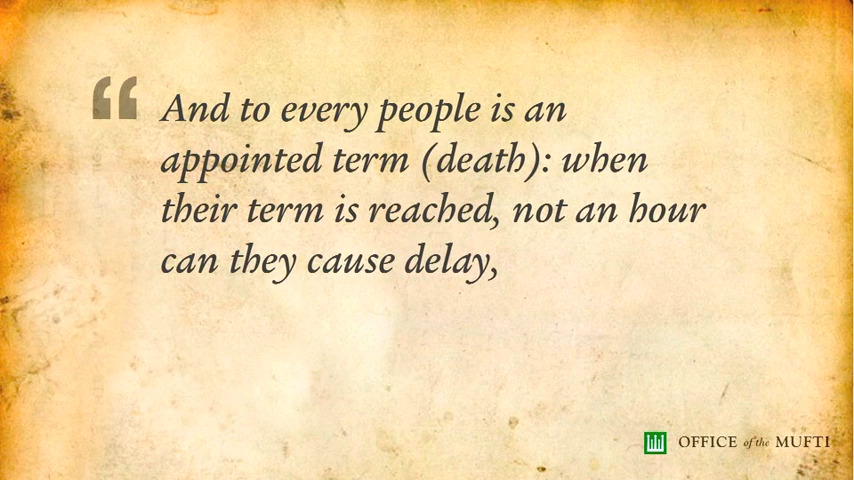 “And to every people is an
appointed term (death): when
their term is reached, not an hour
can they cause delay,
OFFICE of the MUFTI